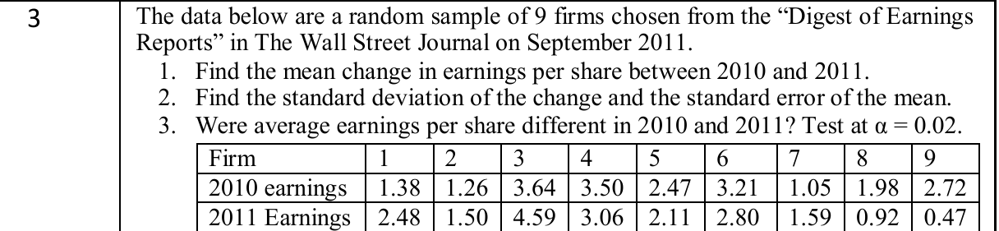 3
The data below are a random sample of 9 firms chosen from the “Digest of Earnings
Reports” in The Wall Street Journal on September 2011.
1. Find the mean change in earnings per share between 2010 and 2011.
2. Find the standard deviation of the change and the standard error of the mean.
3. Were average earnings per share different in 2010 and 2011? Test at α = 0.02.
Firm 1 2 3 4 5 6 7 8 9
2010 earnings 1.38 1.26 3.64 3.50 2.47 3.21 1.05 1.98 2.72
2011 Earnings 2.48 1.50 4.59 3.06 2.11 2.80 1.59 0.92 0.47